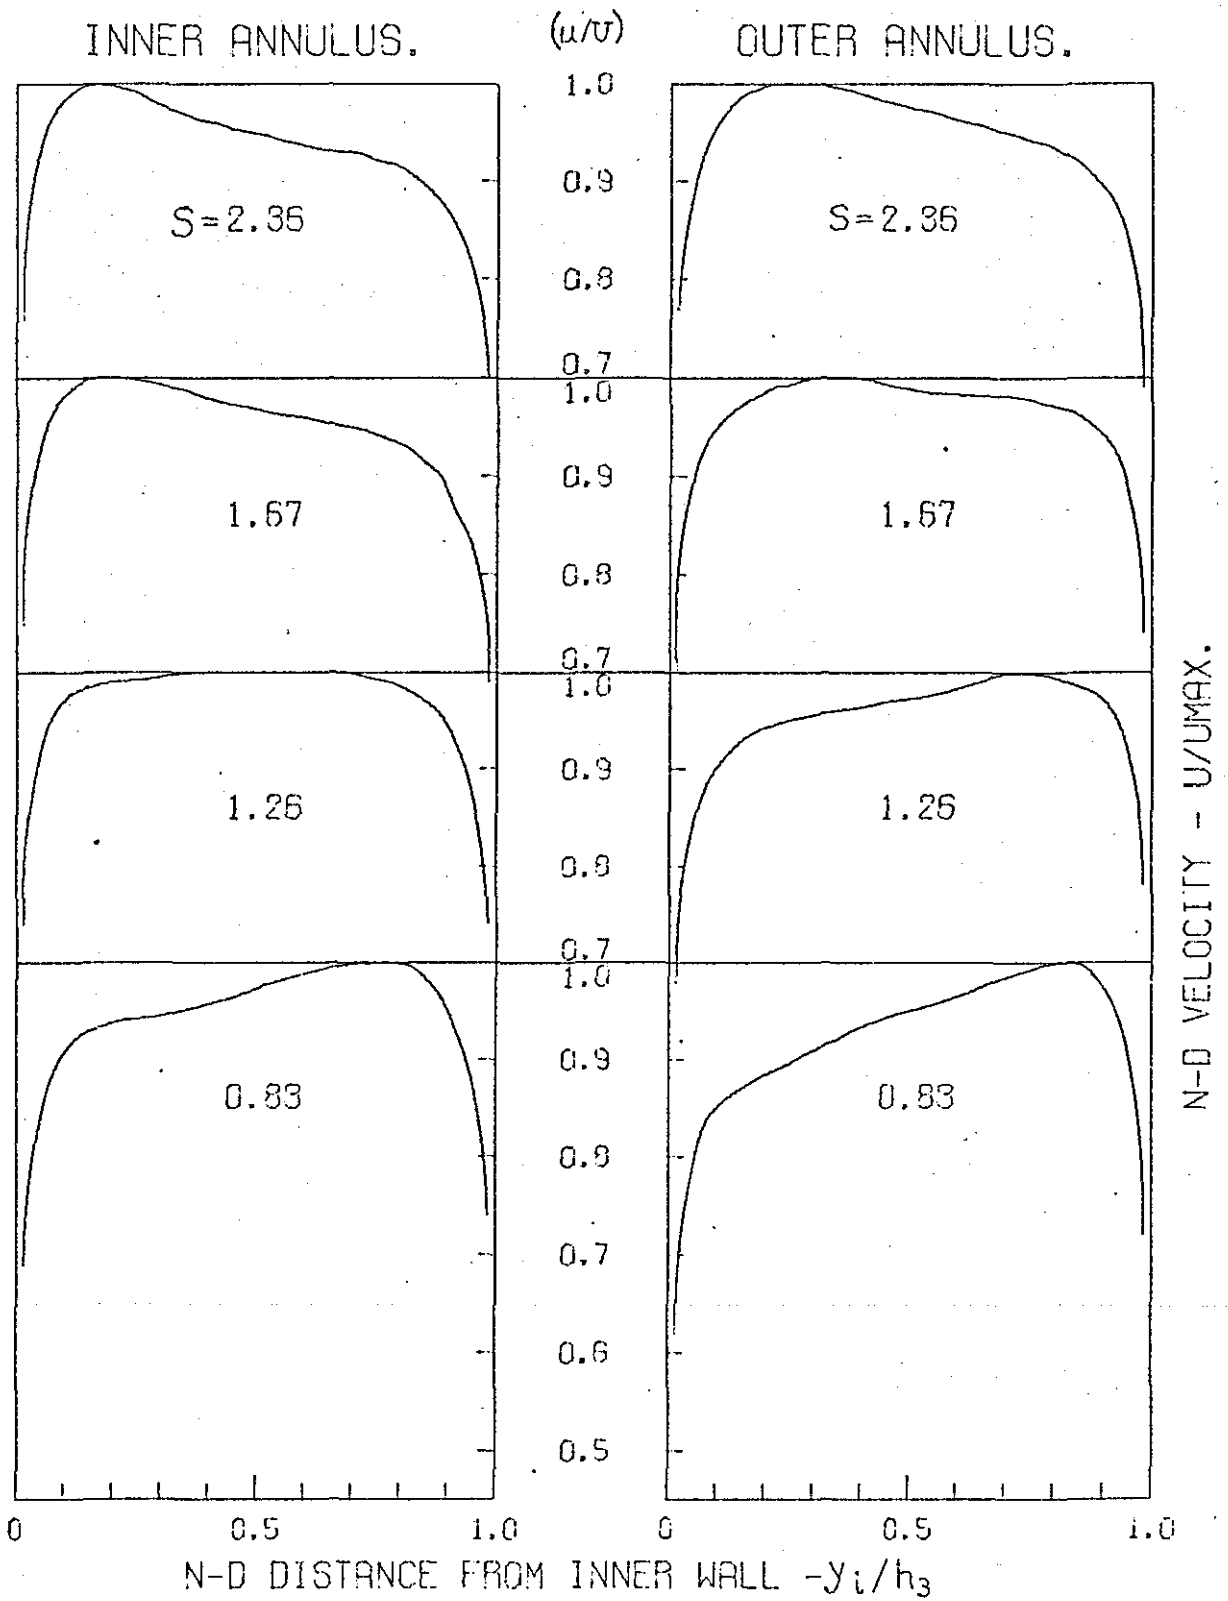 INNER ANNULUS.
(u/U)
OUTER ANNULUS.
1.0
0.9
S=2.36
S=2.36
0.8
0.7
1.0
0.9
1.67
1.67
0.8
0.7
1.0
0.9
1.26
1.26
0.8
0.7
1.0
0.9
0.83
0.83
0.8
0.7
0.6
0.5
0 0.5 1.0
0 0.5 1.0
N-D DISTANCE FROM INNER WALL -yi/h3
N-D VELOCITY - U/UMAX.